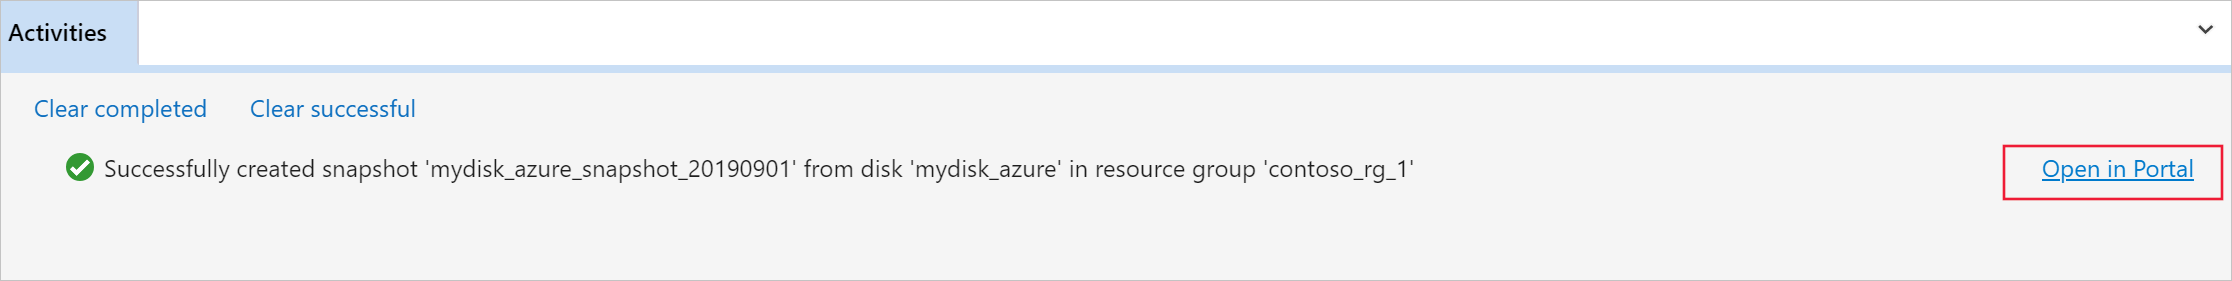 Activities
Clear completed Clear successful
Successfully created snapshot 'mydisk_azure_snapshot_20190901' from disk 'mydisk_azure' in resource group 'contoso_rg_1' Open in Portal